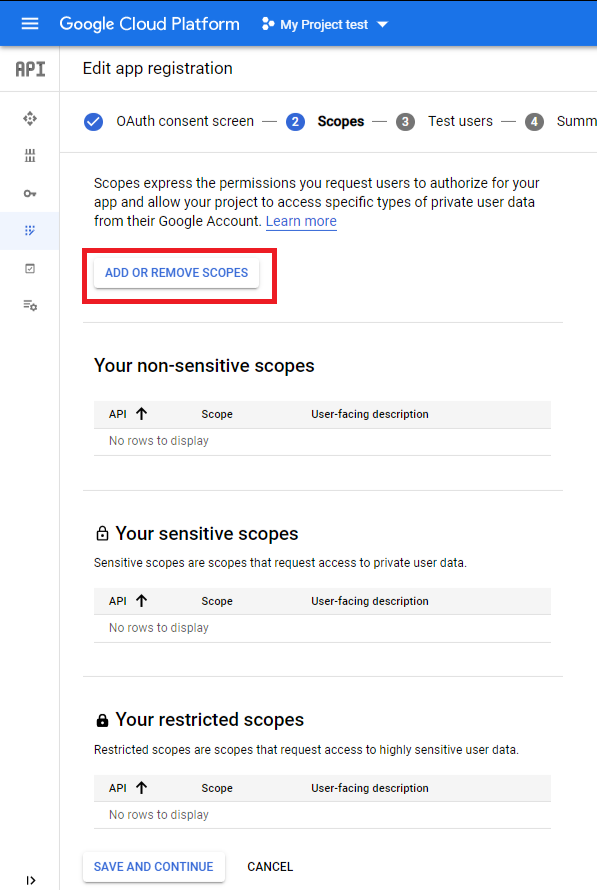 Google Cloud Platform My Project test
API Edit app registration
OAuth consent screen 2 Scopes 3 Test users 4 Summ
Scopes express the permissions you request users to authorize for your
app and allow your project to access specific types of private user data
from their Google Account. Learn more
ADD OR REMOVE SCOPES
Your non-sensitive scopes
API Scope User-facing description
No rows to display
Your sensitive scopes
Sensitive scopes are scopes that request access to private user data.
API Scope User-facing description
No rows to display
Your restricted scopes
Restricted scopes are scopes that request access to highly sensitive user data.
API Scope User-facing description
No rows to display
SAVE AND CONTINUE CANCEL